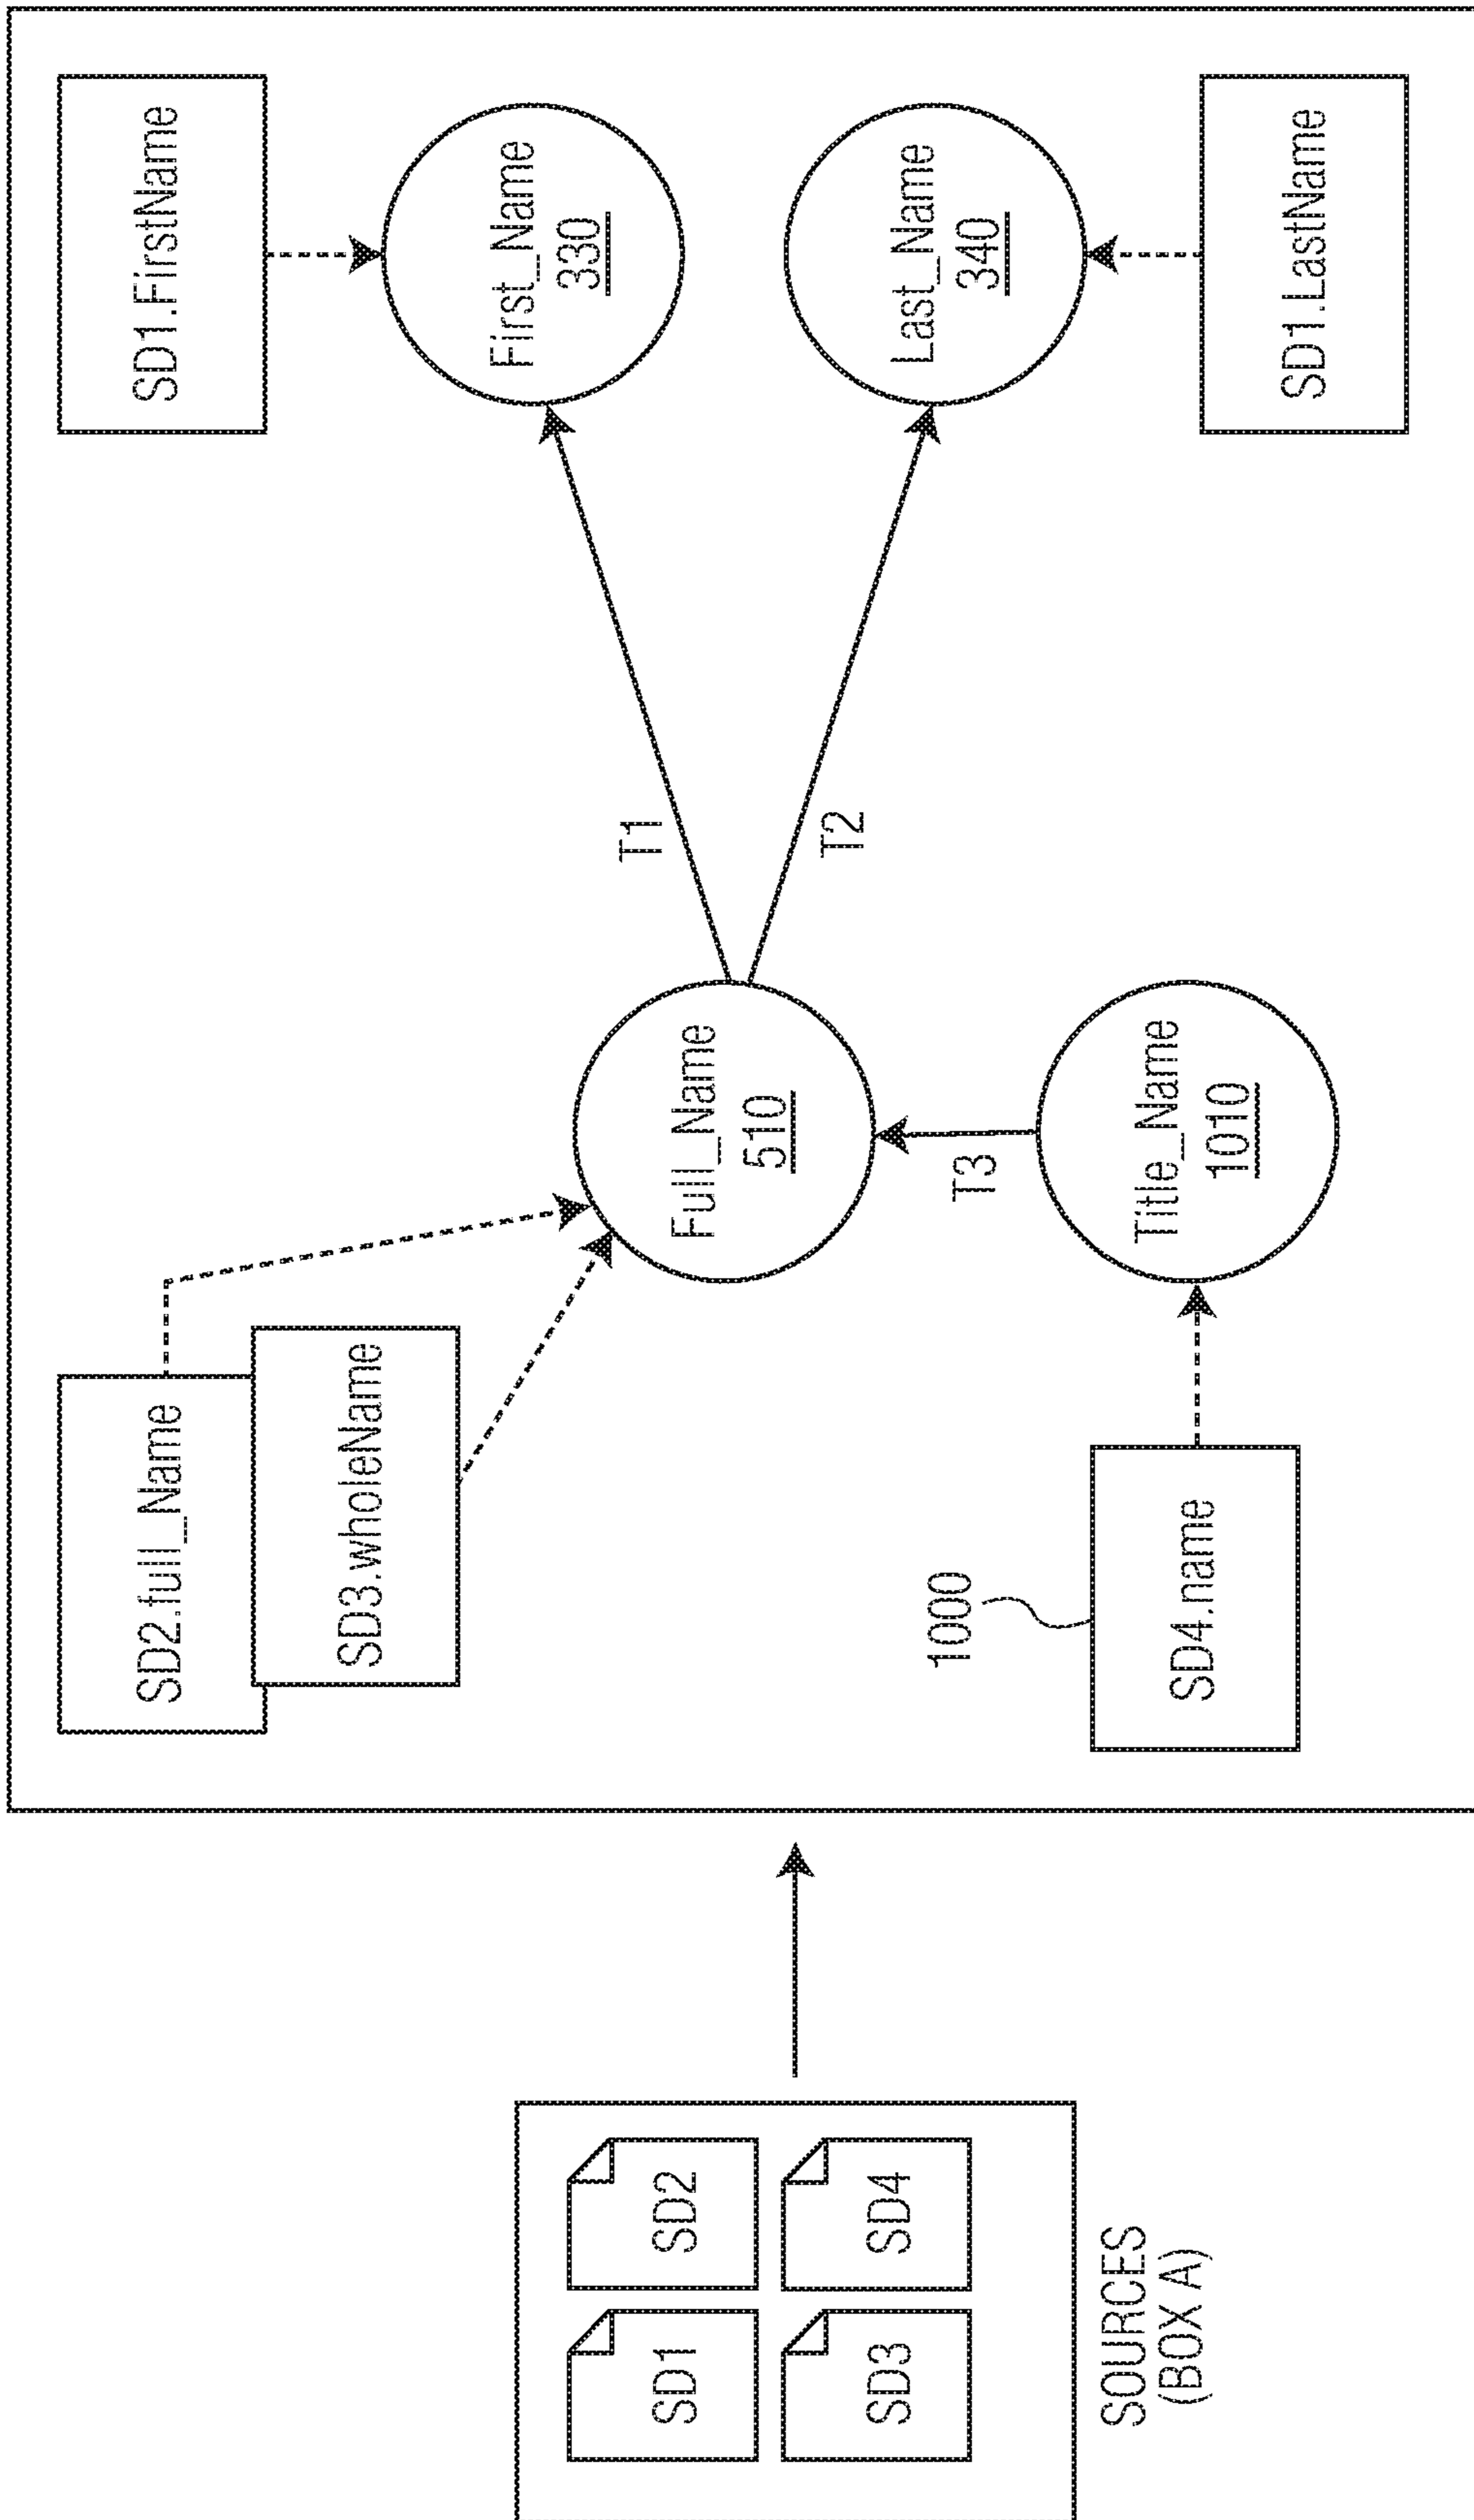 SD1
SD2
SD3
SD4
SOURCES
(BOX A)
SD2.full_Name
SD3.wholeName
1000
SD4.name
Full_Name
510
T3
Title_Name
1010
T1
T2
SD1.FirstName
First_Name
330
Last_Name
340
SD1.LastName